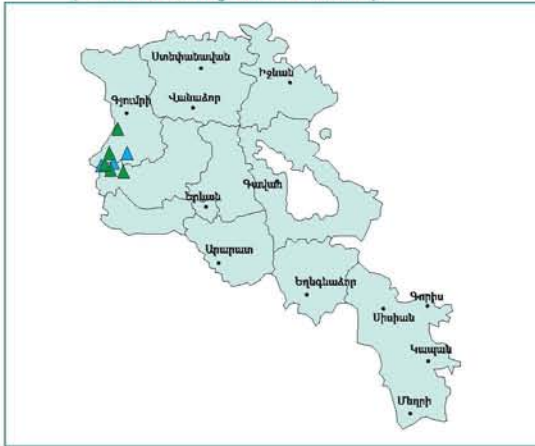 Ստեփանավան
Իջևան
Գյումրի
Վանաձոր
Գավառ
Երևան
Արարատ
Եղեգնաձոր
Գորիս
Սիսիան
Կապան
Մեղրի